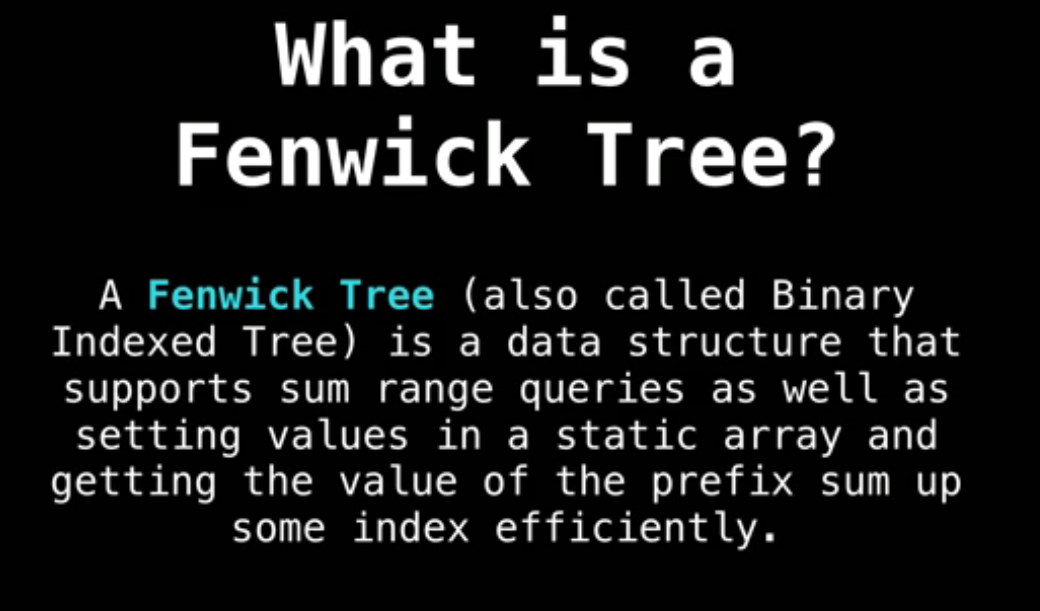 What is a
Fenwick Tree?
A Fenwick Tree (also called Binary
Indexed Tree) is a data structure that
supports sum range queries as well as
setting values in a static array and
getting the value of the prefix sum up
some index efficiently.